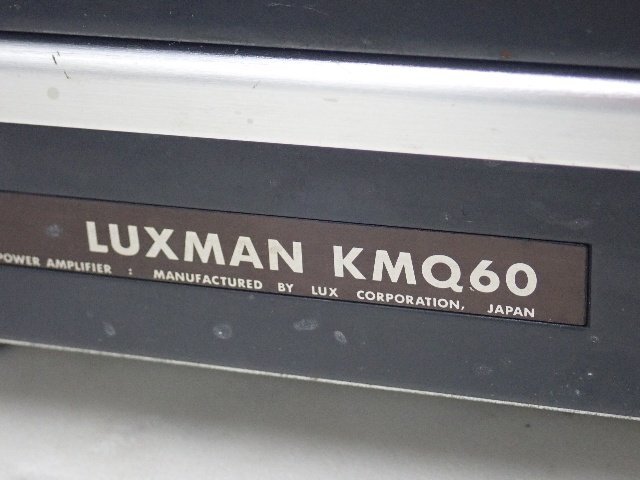 LUXMAN KMQ60
POWER AMPLIFIER : MANUFACTURED BY LUX CORPORATION, JAPAN